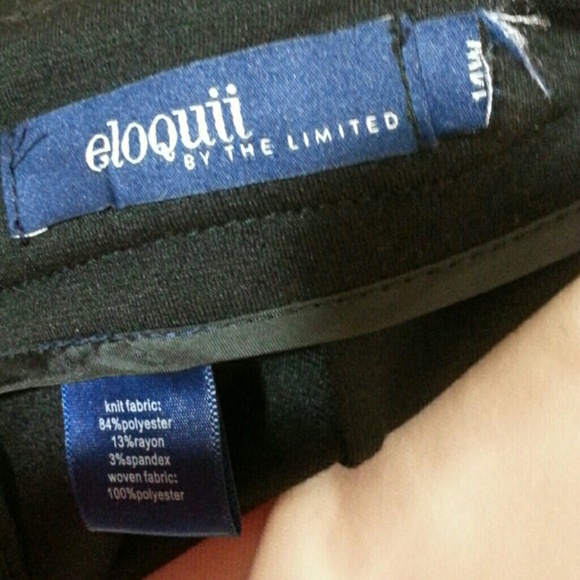 eloquii
BY THE LIMITED
14W
knit fabric:
84%polyester
13%rayon
3%spandex
woven fabric:
100%polyester